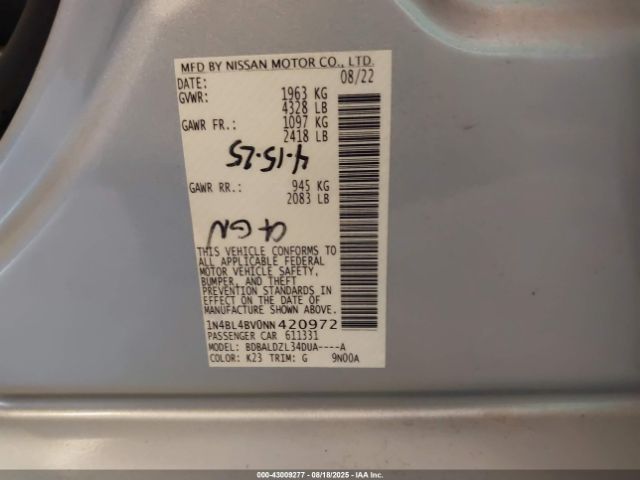 MFD BY NISSAN MOTOR CO., LTD.
DATE: 08/22
GVWR: 1963 KG
4328 LB
GAWR FR.: 1097 KG
2418 LB
4-15-25
GAWR RR.: 945 KG
2083 LB
THIS VEHICLE CONFORMS TO
ALL APPLICABLE FEDERAL
MOTOR VEHICLE SAFETY,
BUMPER, AND THEFT
PREVENTION STANDARDS IN
EFFECT ON THE DATE OF
MANUFACTURE SHOWN ABOVE.
1N4BL4BV0NN420972
PASSENGER CAR 611331
MODEL: BDBALDZL34DUA----A
COLOR: K23 TRIM: G 9N00A
000-43009277 - 08/18/2025 - IAA Inc.